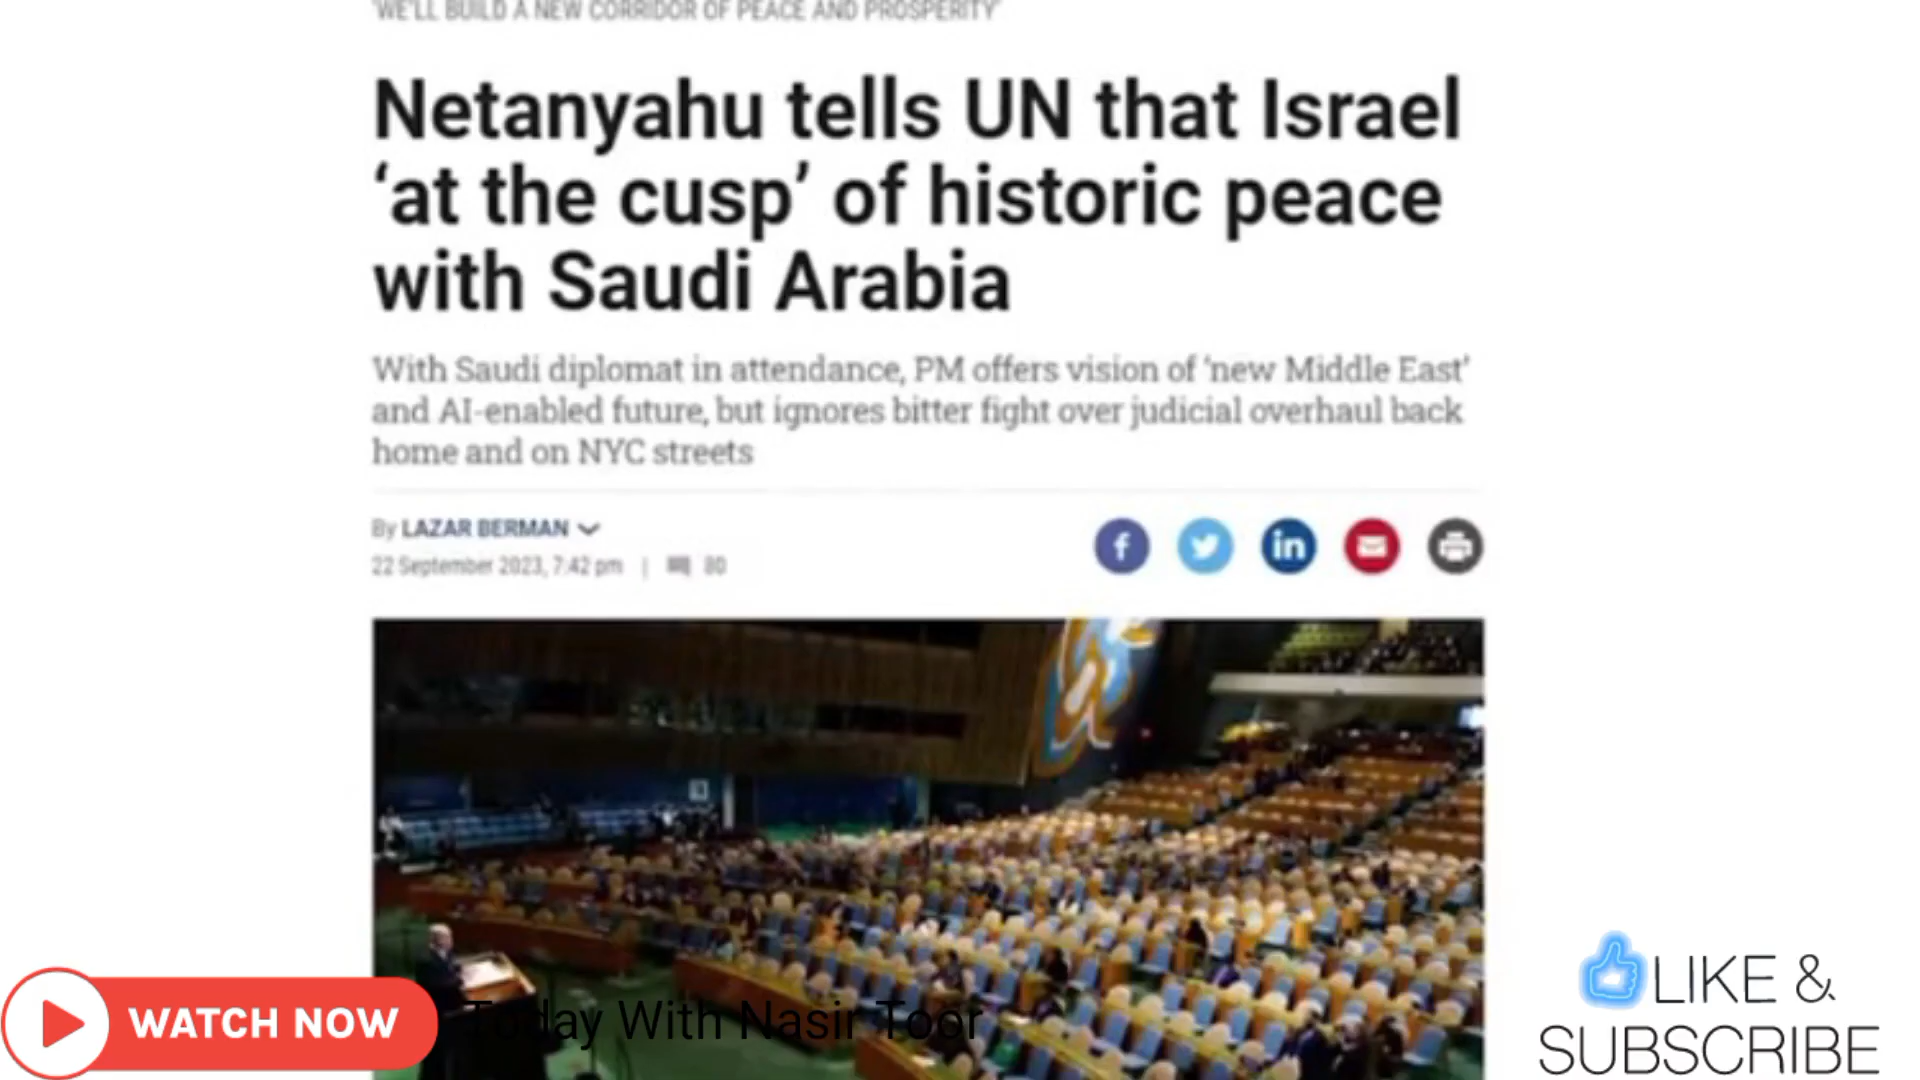 'WE'LL BUILD A NEW CORRIDOR OF PEACE AND PROSPERITY'
Netanyahu tells UN that Israel
‘at the cusp’ of historic peace
with Saudi Arabia
With Saudi diplomat in attendance, PM offers vision of ‘new Middle East’
and AI-enabled future, but ignores bitter fight over judicial overhaul back
home and on NYC streets
By LAZAR BERMAN
22 September 2023, 7:42 pm | 80
f in
WATCH NOW
Today With Nasir Toor
LIKE &
SUBSCRIBE